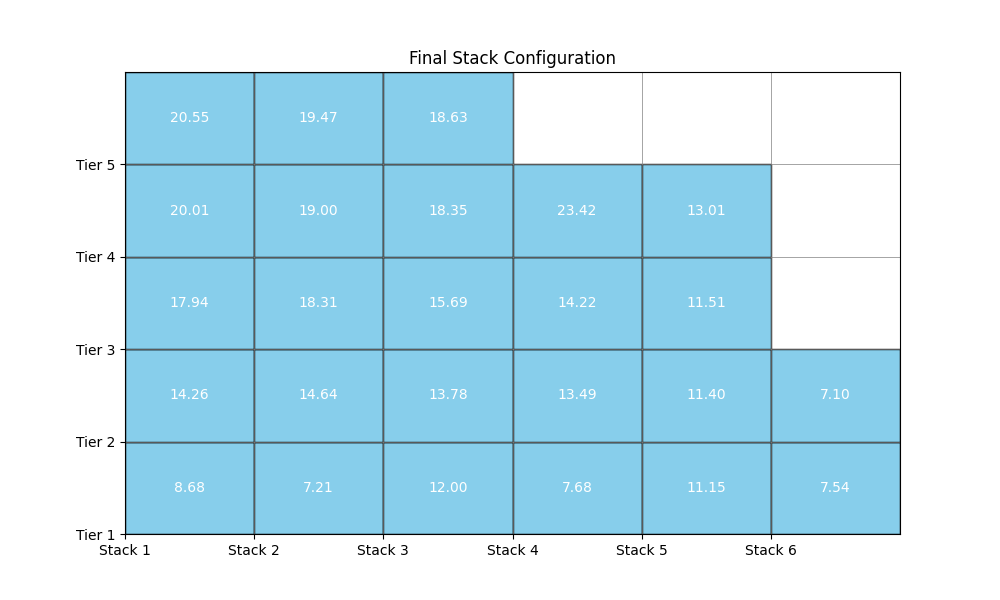 Final Stack Configuration
20.55 19.47 18.63
Tier 5
20.01 19.00 18.35 23.42 13.01
Tier 4
17.94 18.31 15.69 14.22 11.51
Tier 3
14.26 14.64 13.78 13.49 11.40 7.10
Tier 2
8.68 7.21 12.00 7.68 11.15 7.54
Tier 1
Stack 1 Stack 2 Stack 3 Stack 4 Stack 5 Stack 6